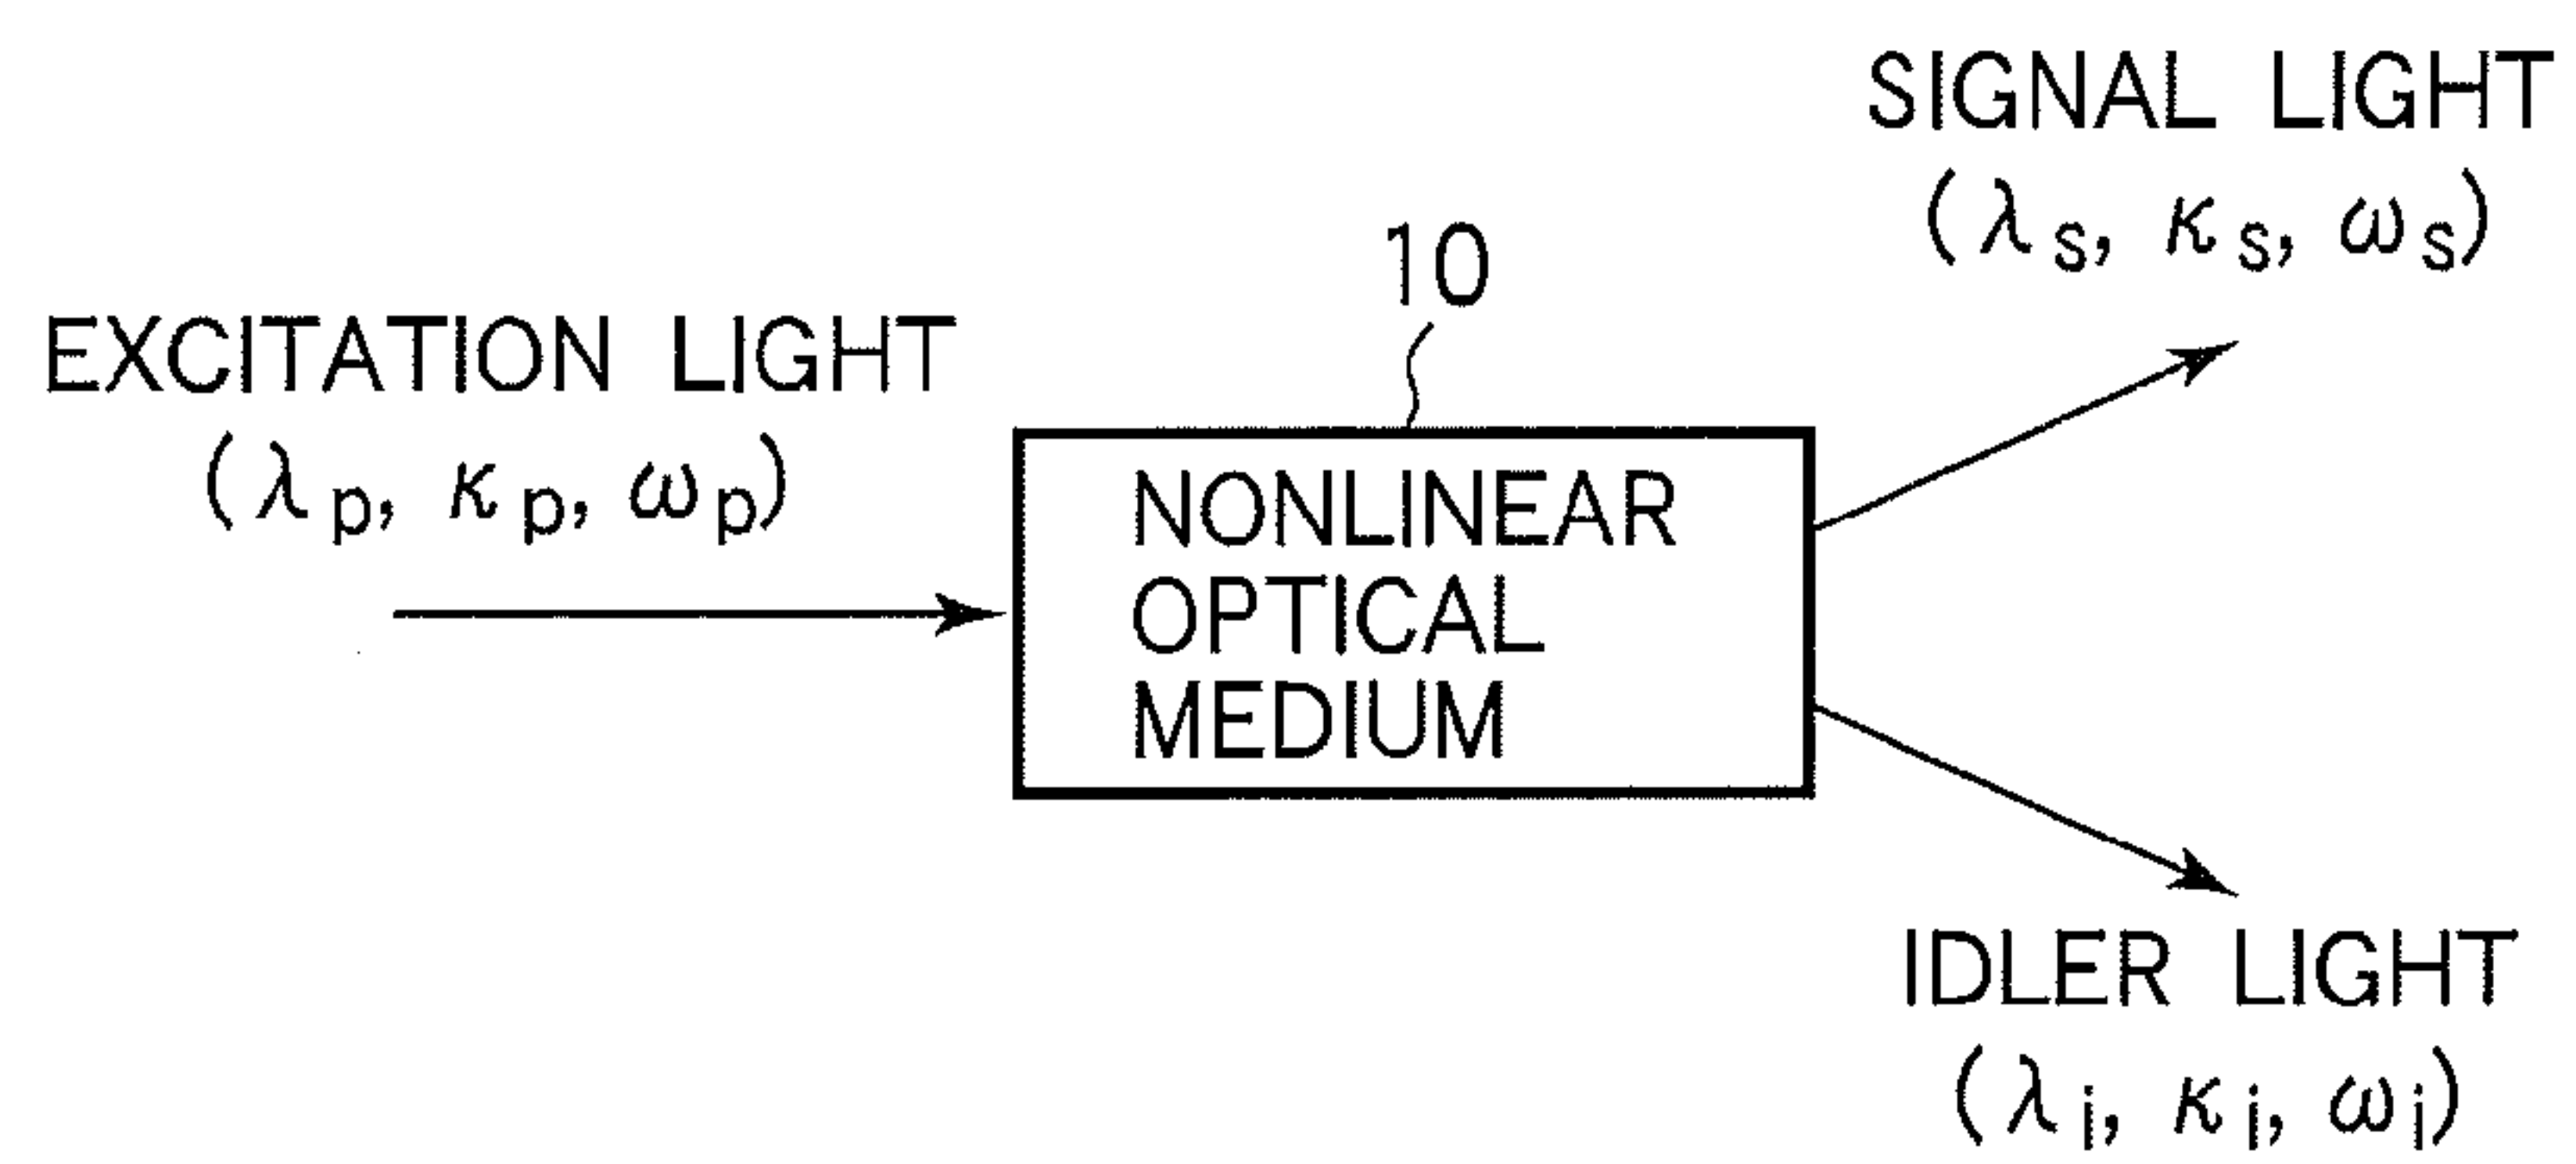 SIGNAL LIGHT
(λs, κs, ωs)
10
EXCITATION LIGHT
(λp, κp, ωp)
NONLINEAR
OPTICAL
MEDIUM
IDLER LIGHT
(λi, κi, ωi)